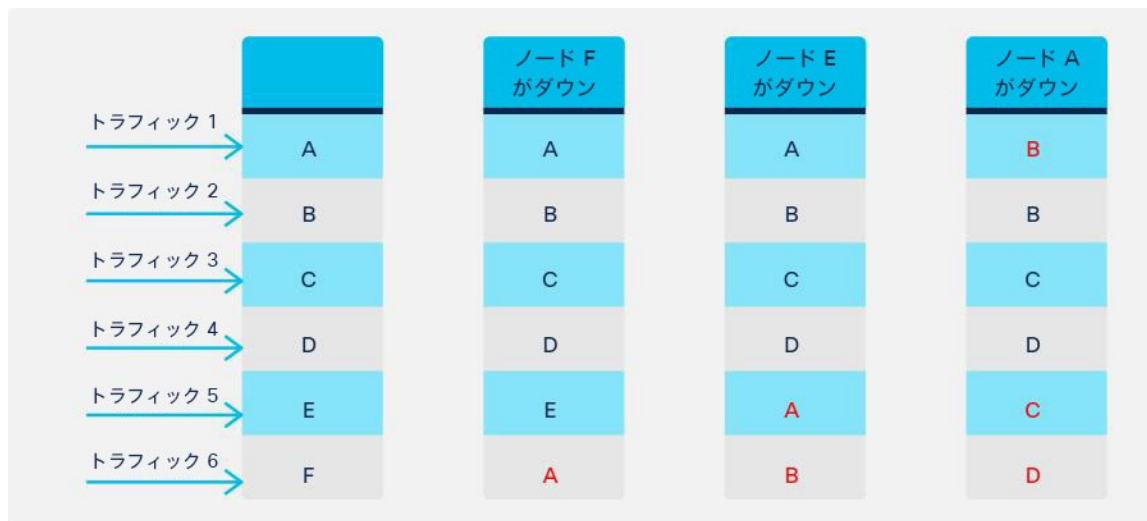 ノード F
がダウン
ノード E
がダウン
ノード A
がダウン
トラフィック 1
A
A
A
B
トラフィック 2
B
B
B
B
トラフィック 3
C
C
C
C
トラフィック 4
D
D
D
D
トラフィック 5
E
E
A
C
トラフィック 6
F
A
B
D